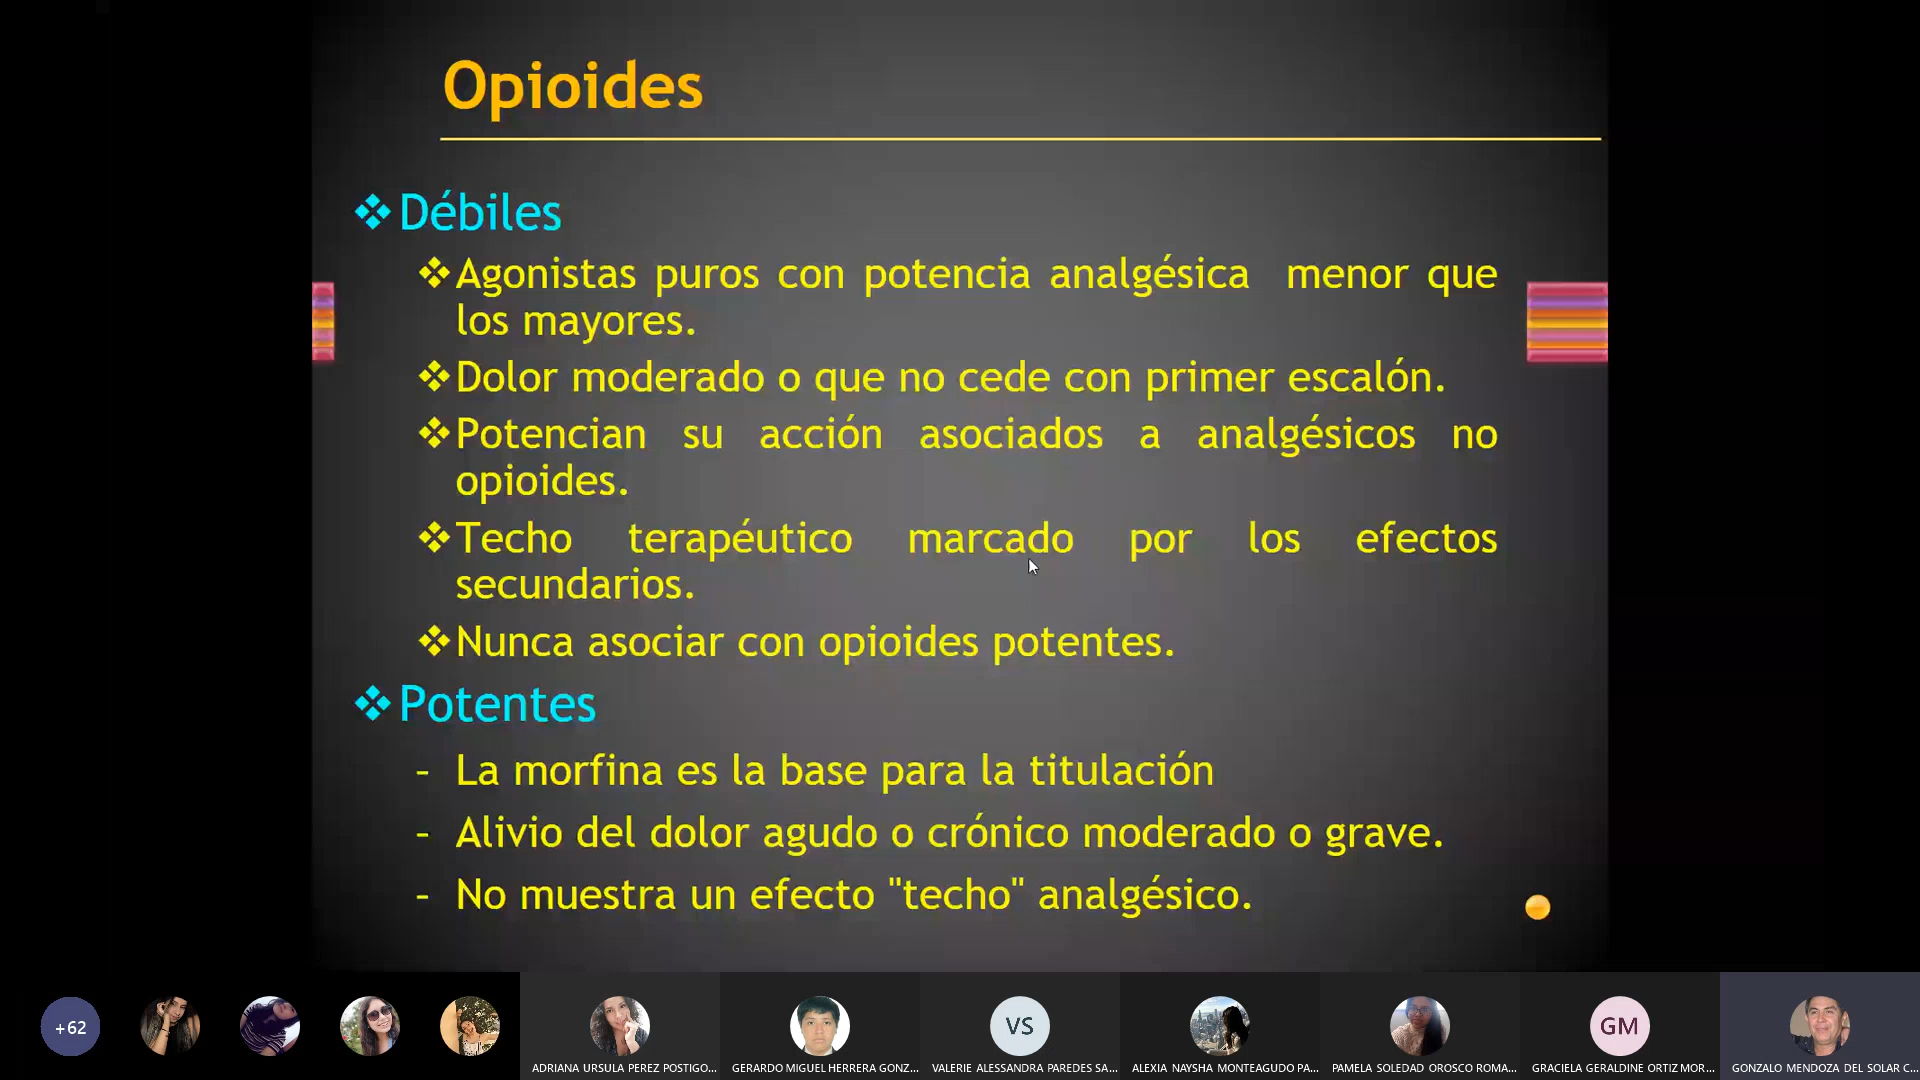 Opioides
❖Débiles
❖Agonistas puros con potencia analgésica menor que
los mayores.
❖Dolor moderado o que no cede con primer escalón.
❖Potencian su acción asociados a analgésicos no
opioides.
❖Techo terapéutico marcado por los efectos
secundarios.
❖Nunca asociar con opioides potentes.
❖Potentes
– La morfina es la base para la titulación
– Alivio del dolor agudo o crónico moderado o grave.
– No muestra un efecto "techo" analgésico.
+62
VS
GM
ADRIANA URSULA PEREZ POSTIGO...
GERARDO MIGUEL HERRERA GONZ...
VALERIE ALESSANDRA PAREDES SA...
ALEXIA NAYSHA MONTEAGUDO PA...
PAMELA SOLEDAD OROSCO ROMA...
GRACIELA GERALDINE ORTIZ MOR...
GONZALO MENDOZA DEL SOLAR C...